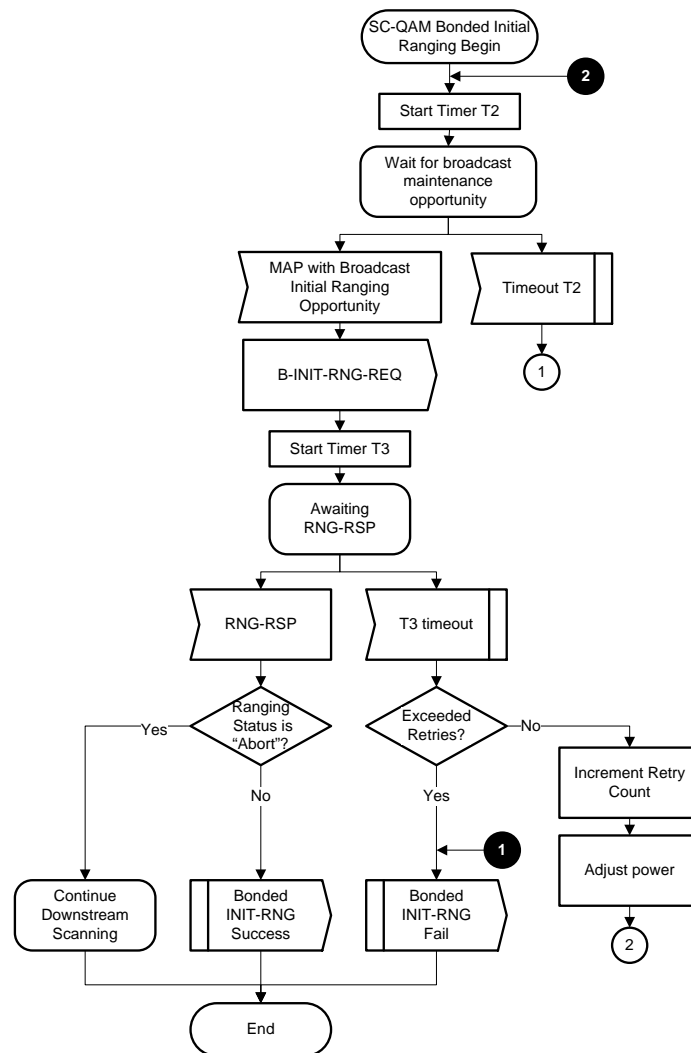 SC-QAM Bonded Initial
Ranging Begin
2
Start Timer T2
Wait for broadcast
maintenance
opportunity
MAP with Broadcast
Initial Ranging
Opportunity
Timeout T2
1
B-INIT-RNG-REQ
Start Timer T3
Awaiting
RNG-RSP
RNG-RSP
T3 timeout
Ranging
Status is
“Abort”?
Yes
No
Exceeded
Retries?
No
Yes
Increment Retry
Count
Adjust power
2
1
Continue
Downstream
Scanning
Bonded
INIT-RNG
Success
Bonded
INIT-RNG
Fail
End